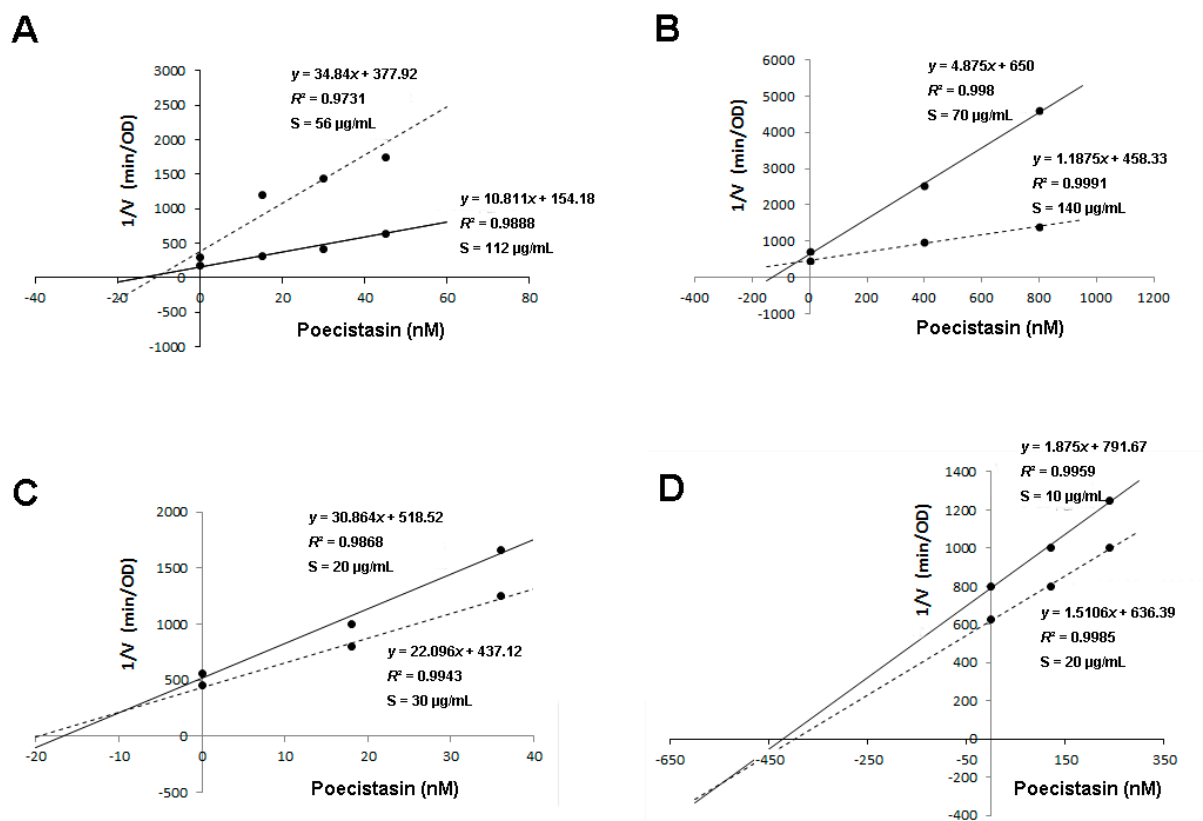 A
y = 34.84x + 377.92
R² = 0.9731
S = 56 µg/mL
y = 10.811x + 154.18
R² = 0.9888
S = 112 µg/mL
3000
2500
2000
1500
1000
500
0
-500
-1000
-40 -20 0 20 40 60 80
1/V (min/OD)
Poecistasin (nM)
B
y = 4.875x + 650
R² = 0.998
S = 70 µg/mL
y = 1.1875x + 458.33
R² = 0.9991
S = 140 µg/mL
6000
5000
4000
3000
2000
1000
0
-1000
-400 -200 0 200 400 600 800 1000 1200
1/V (min/OD)
Poecistasin (nM)
C
y = 30.864x + 518.52
R² = 0.9868
S = 20 µg/mL
y = 22.096x + 437.12
R² = 0.9943
S = 30 µg/mL
2000
1500
1000
500
0
-500
-20 -10 0 10 20 30 40
1/V (min/OD)
Poecistasin (nM)
D
y = 1.875x + 791.67
R² = 0.9959
S = 10 µg/mL
y = 1.5106x + 636.39
R² = 0.9985
S = 20 µg/mL
1400
1200
1000
800
600
400
200
0
-200
-400
-650 -450 -250 -50 150 350
1/V (min/OD)
Poecistasin (nM)